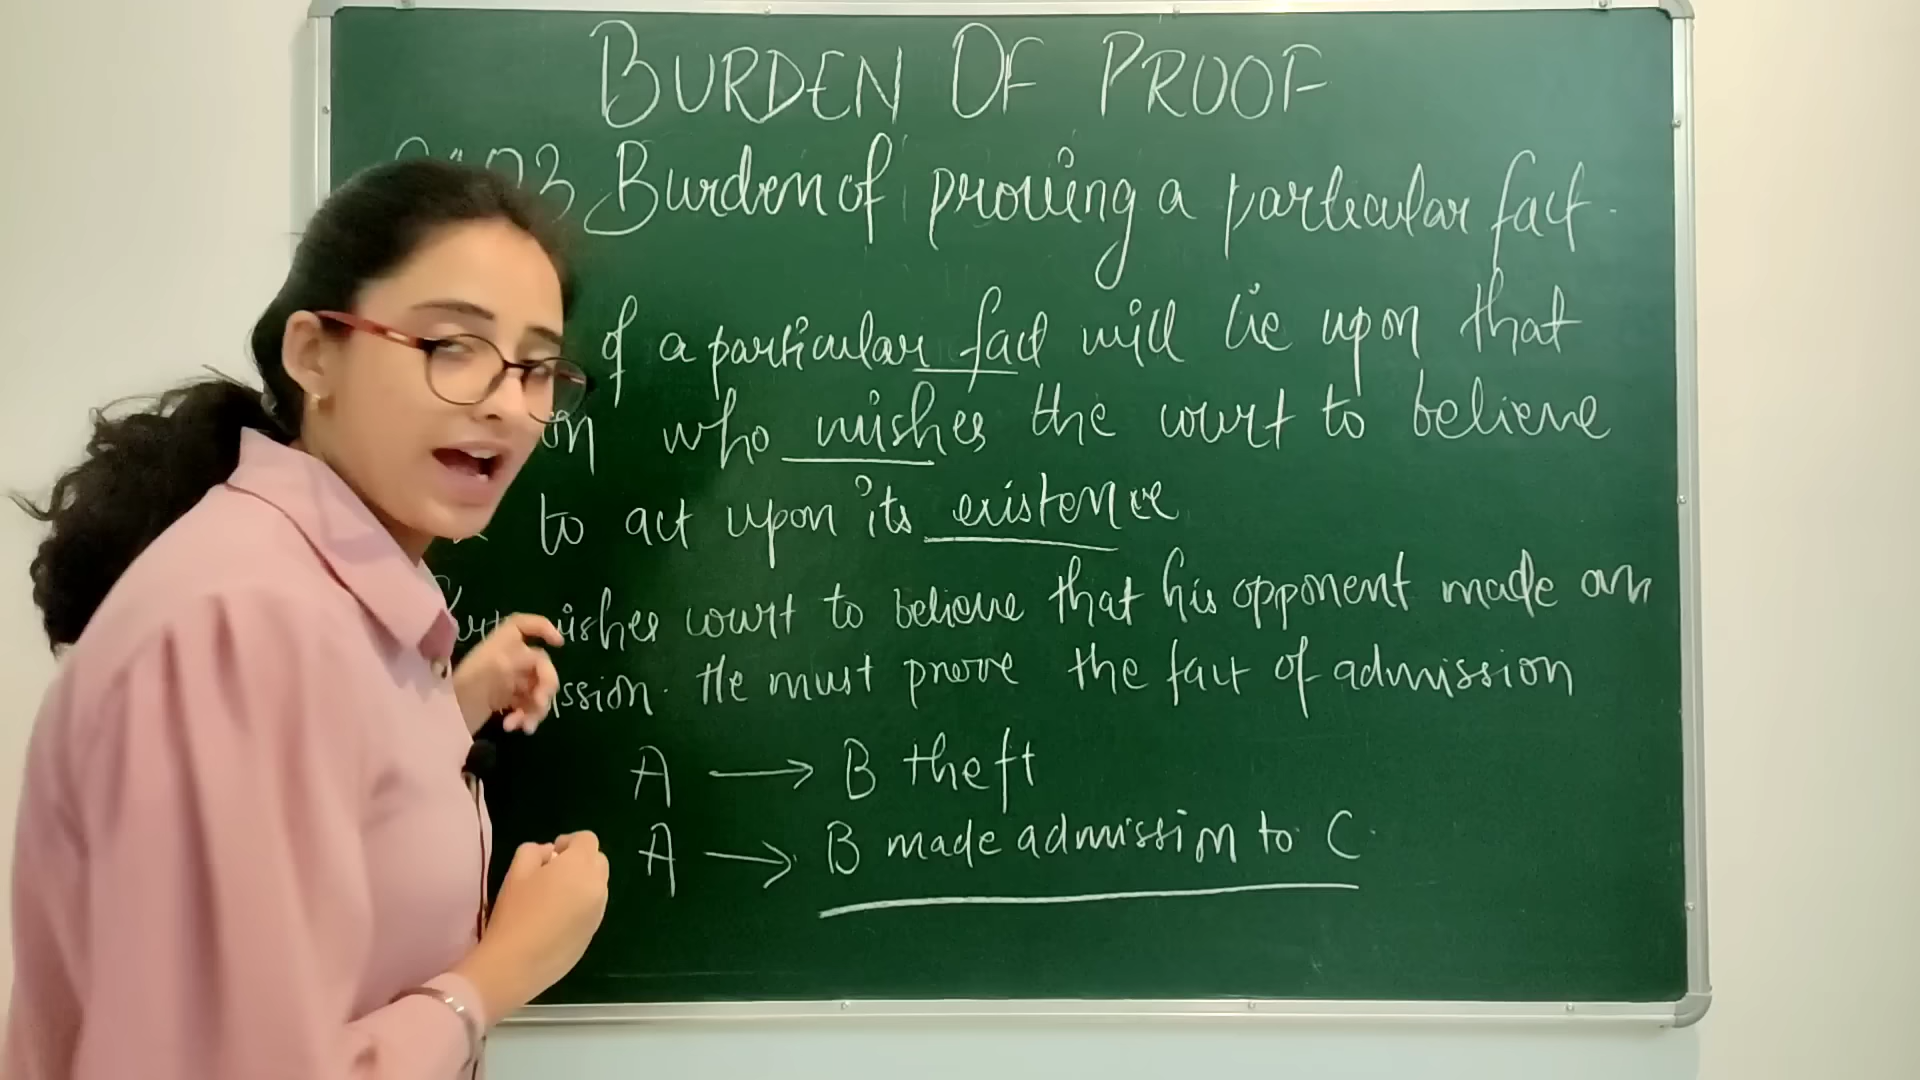 BURDEN OF PROOF
Burden of proving a particular fact.
of a particular fact will lie upon that
who wishes the court to believe
to act upon its existence
wishes court to believe that his opponent made an
He must prove the fact of admission
A → B theft
A → B made admission to C.